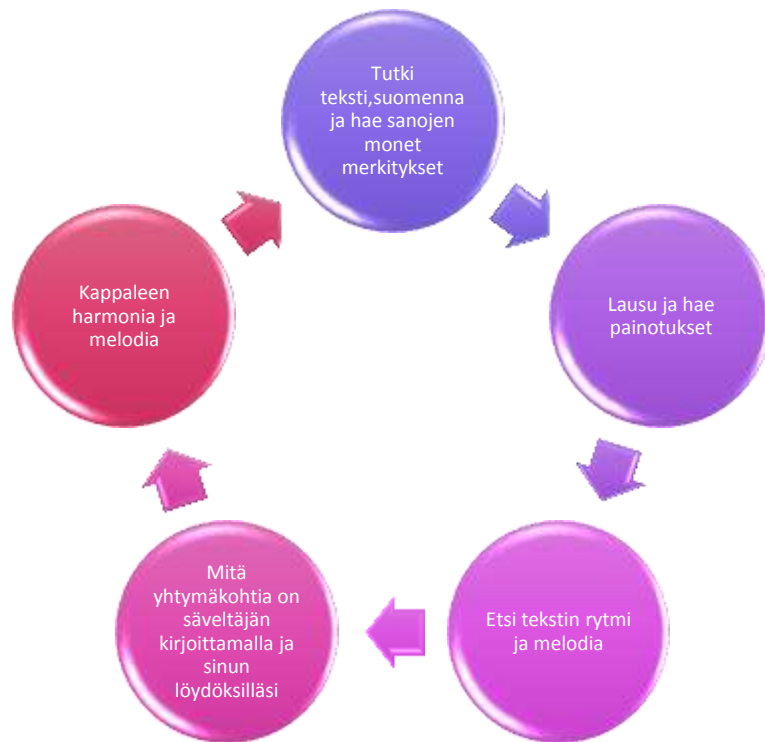 Tutki
teksti,suomenna
ja hae sanojen
monet
merkitykset
Lausu ja hae
painotukset
Etsi tekstin rytmi
ja melodia
Mitä
yhtymäkohtia on
säveltäjän
kirjoittamalla ja
sinun
löydöksilläsi
Kappaleen
harmonia ja
melodia